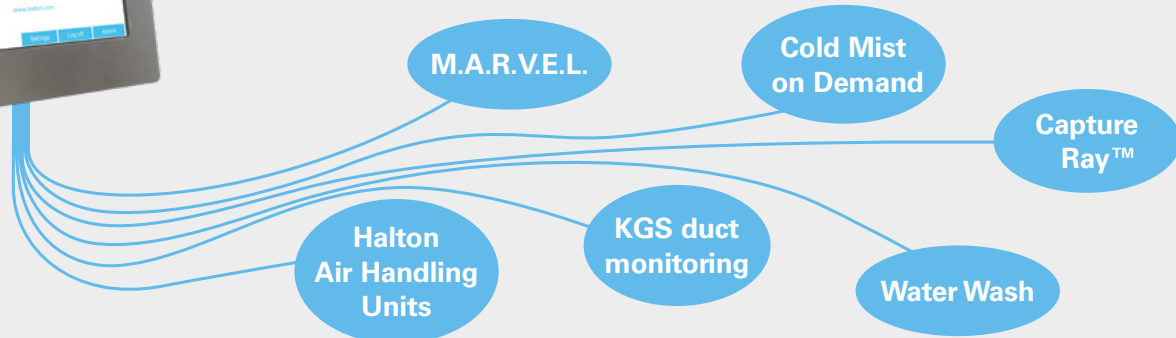 www.halton.com
Settings
Log off
Admin
M.A.R.V.E.L.
Cold Mist
on Demand
Capture
Ray™
KGS duct
monitoring
Halton
Air Handling
Units
Water Wash